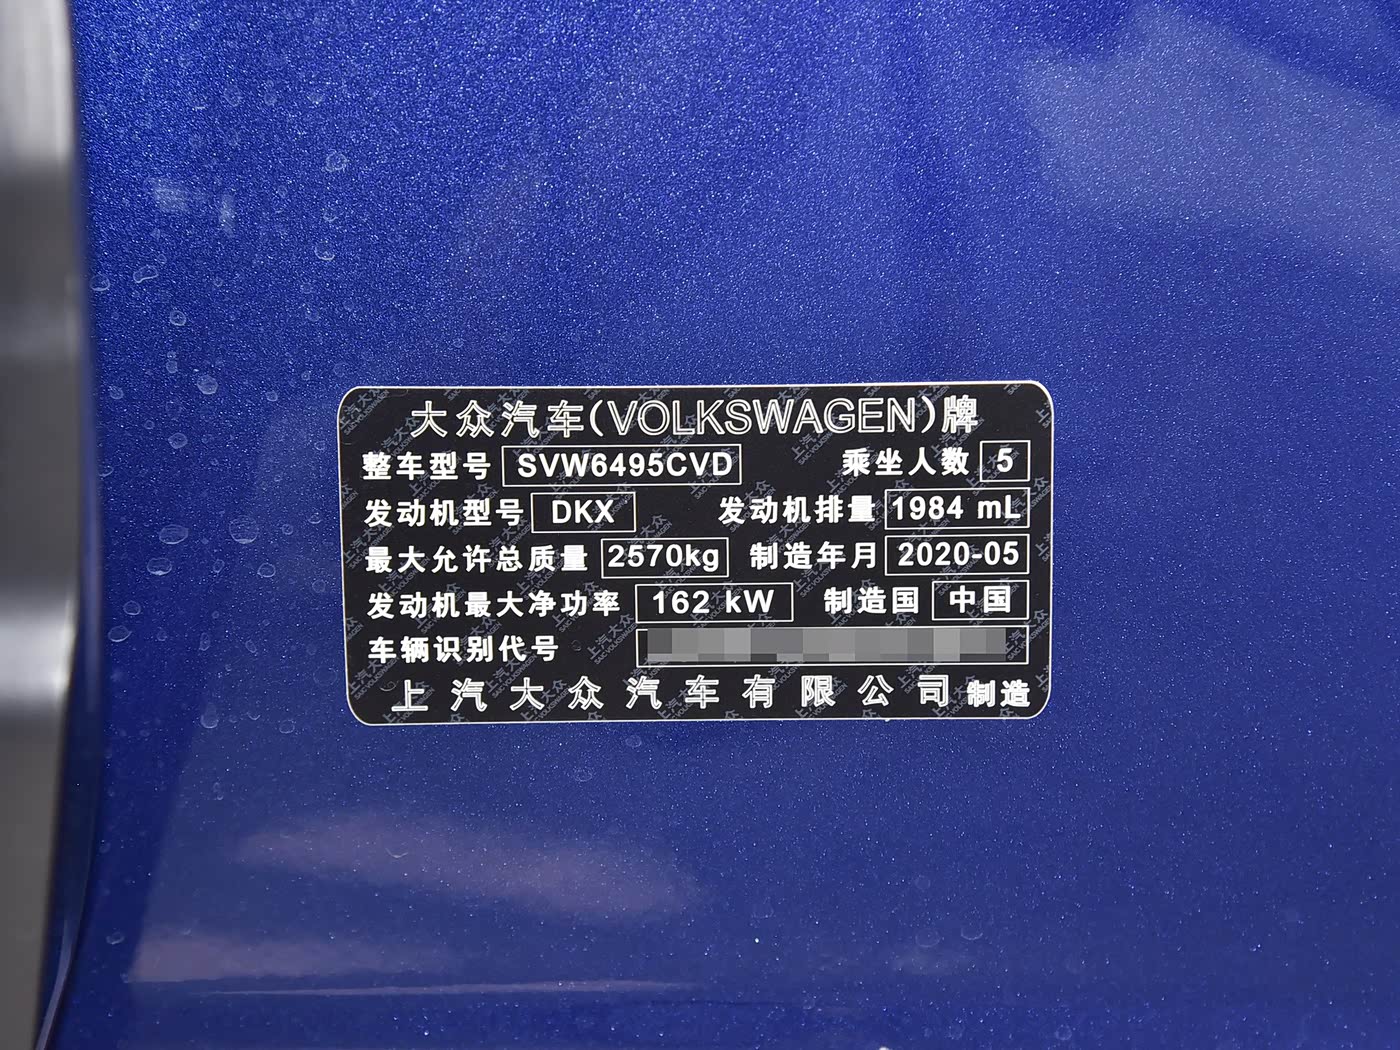 大众汽车(VOLKSWAGEN)牌
整车型号 SVW6495CVD 乘坐人数 5
发动机型号 DKX 发动机排量 1984 mL
最大允许总质量 2570kg 制造年月 2020-05
发动机最大净功率 162 kW 制造国 中国
车辆识别代号
上汽大众汽车有限公司制造